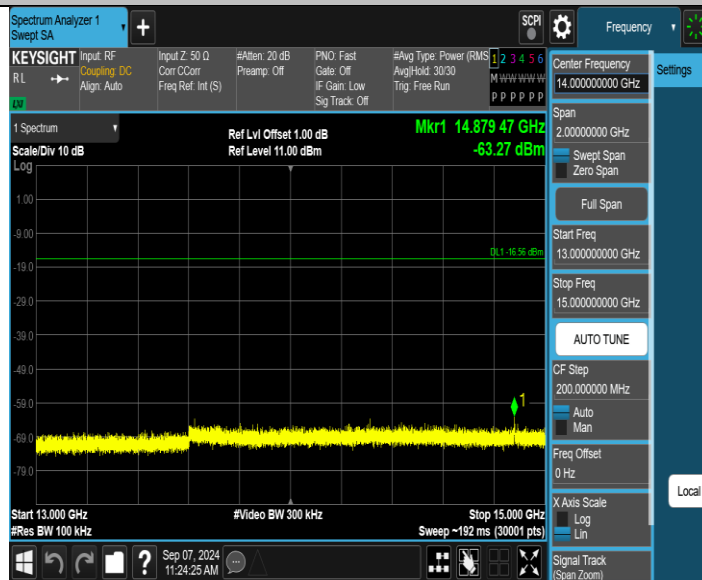 Spectrum Analyzer 1
Swept SA
+
SCPI
Frequency
Settings
KEYSIGHT
R L
Input: RF
Coupling: DC
Align: Auto
Input Z: 50 Ω
Corr CCorr
Freq Ref: Int (S)
#Atten: 20 dB
Preamp: Off
PNO: Fast
Gate: Off
IF Gain: Low
Sig Track: Off
#Avg Type: Power (RMS
Avg|Hold: 30/30
Trig: Free Run
1 2 3 4 5 6
M W W W W W
P P P P P P
1 Spectrum
Scale/Div 10 dB
Log
Ref Lvl Offset 1.00 dB
Ref Level 11.00 dBm
Mkr1 14.879 47 GHz
-63.27 dBm
1.00
-9.00
-19.0
-29.0
-39.0
-49.0
-59.0
-69.0
-79.0
DL1 -16.56 dBm
1
Start 13.000 GHz
#Res BW 100 kHz
#Video BW 300 kHz
Stop 15.000 GHz
Sweep ~192 ms (30001 pts)
Center Frequency
14.000000000 GHz
Span
2.00000000 GHz
Swept Span
Zero Span
Full Span
Start Freq
13.000000000 GHz
Stop Freq
15.000000000 GHz
AUTO TUNE
CF Step
200.000000 MHz
Auto
Man
Freq Offset
0 Hz
X Axis Scale
Log
Lin
Signal Track
(Span Zoom)
Local
?
Sep 07, 2024
11:24:25 AM